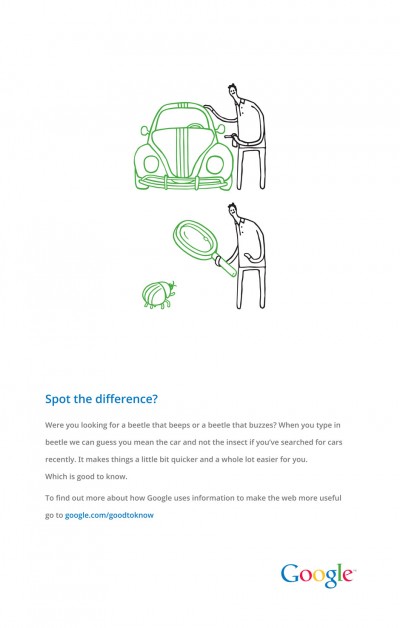 Spot the difference?
Were you looking for a beetle that beeps or a beetle that buzzes? When you type in
beetle we can guess you mean the car and not the insect if you've searched for cars
recently. It makes things a little bit quicker and a whole lot easier for you.
Which is good to know.
To find out more about how Google uses information to make the web more useful
go to google.com/goodtoknow
Google™